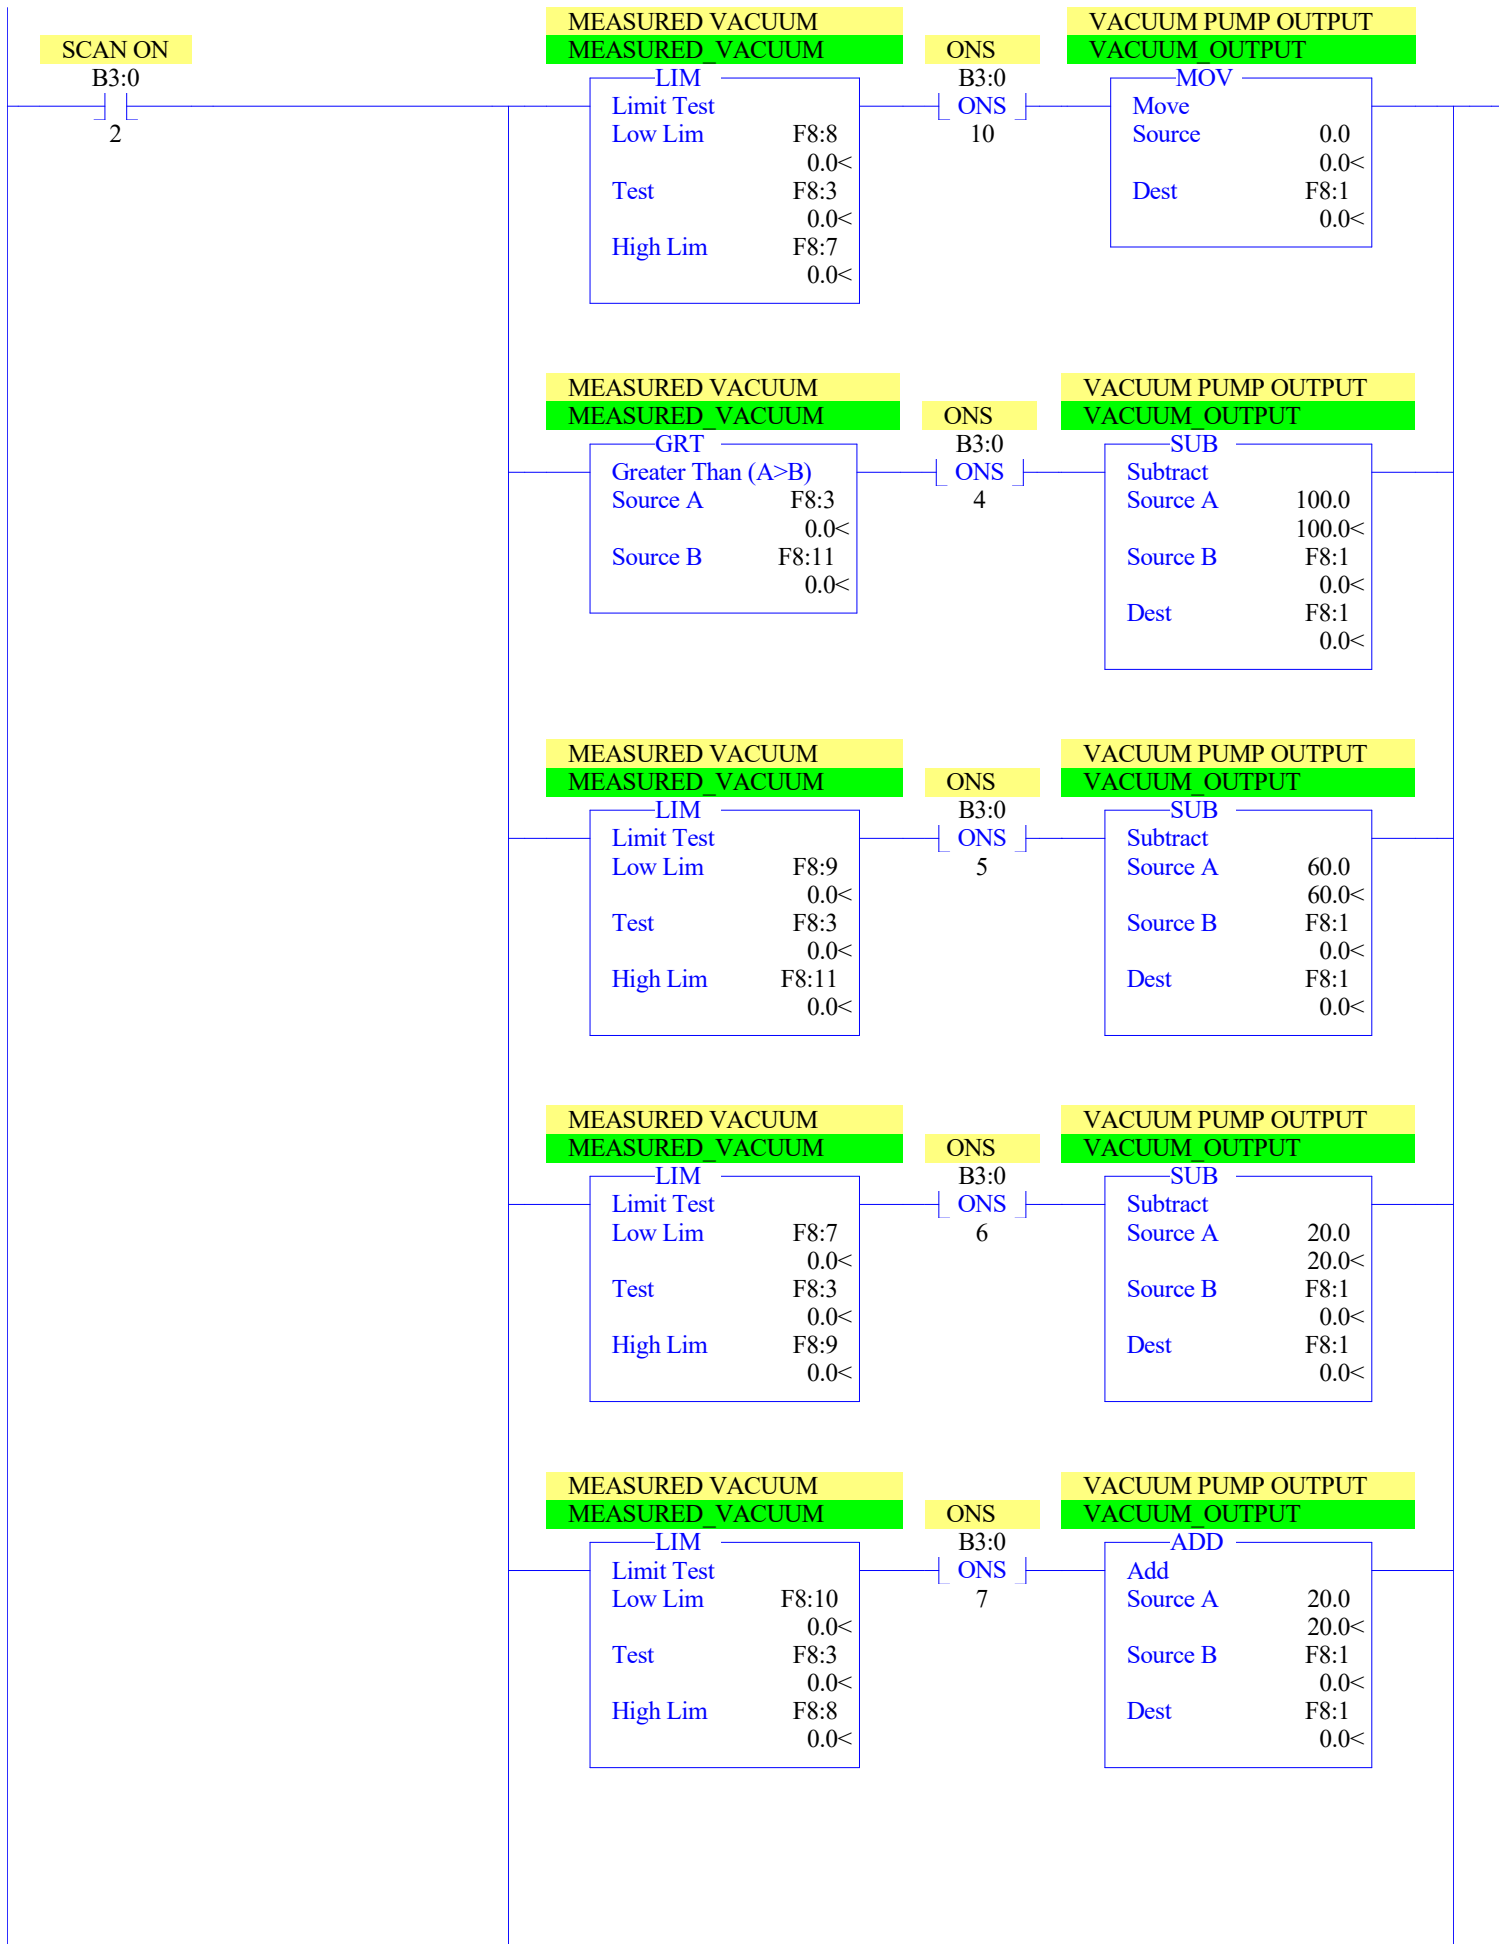 SCAN ON
B3:0
2
MEASURED VACUUM
MEASURED_VACUUM
LIM
Limit Test
Low Lim F8:8
0.0<
Test F8:3
0.0<
High Lim F8:7
0.0<
ONS
B3:0
ONS
10
VACUUM PUMP OUTPUT
VACUUM_OUTPUT
MOV
Move
Source 0.0
0.0<
Dest F8:1
0.0<
MEASURED VACUUM
MEASURED_VACUUM
GRT
Greater Than (A>B)
Source A F8:3
0.0<
Source B F8:11
0.0<
ONS
B3:0
ONS
4
VACUUM PUMP OUTPUT
VACUUM_OUTPUT
SUB
Subtract
Source A 100.0
100.0<
Source B F8:1
0.0<
Dest F8:1
0.0<
MEASURED VACUUM
MEASURED_VACUUM
LIM
Limit Test
Low Lim F8:9
0.0<
Test F8:3
0.0<
High Lim F8:11
0.0<
ONS
B3:0
ONS
5
VACUUM PUMP OUTPUT
VACUUM_OUTPUT
SUB
Subtract
Source A 60.0
60.0<
Source B F8:1
0.0<
Dest F8:1
0.0<
MEASURED VACUUM
MEASURED_VACUUM
LIM
Limit Test
Low Lim F8:7
0.0<
Test F8:3
0.0<
High Lim F8:9
0.0<
ONS
B3:0
ONS
6
VACUUM PUMP OUTPUT
VACUUM_OUTPUT
SUB
Subtract
Source A 20.0
20.0<
Source B F8:1
0.0<
Dest F8:1
0.0<
MEASURED VACUUM
MEASURED_VACUUM
LIM
Limit Test
Low Lim F8:10
0.0<
Test F8:3
0.0<
High Lim F8:8
0.0<
ONS
B3:0
ONS
7
VACUUM PUMP OUTPUT
VACUUM_OUTPUT
ADD
Add
Source A 20.0
20.0<
Source B F8:1
0.0<
Dest F8:1
0.0<